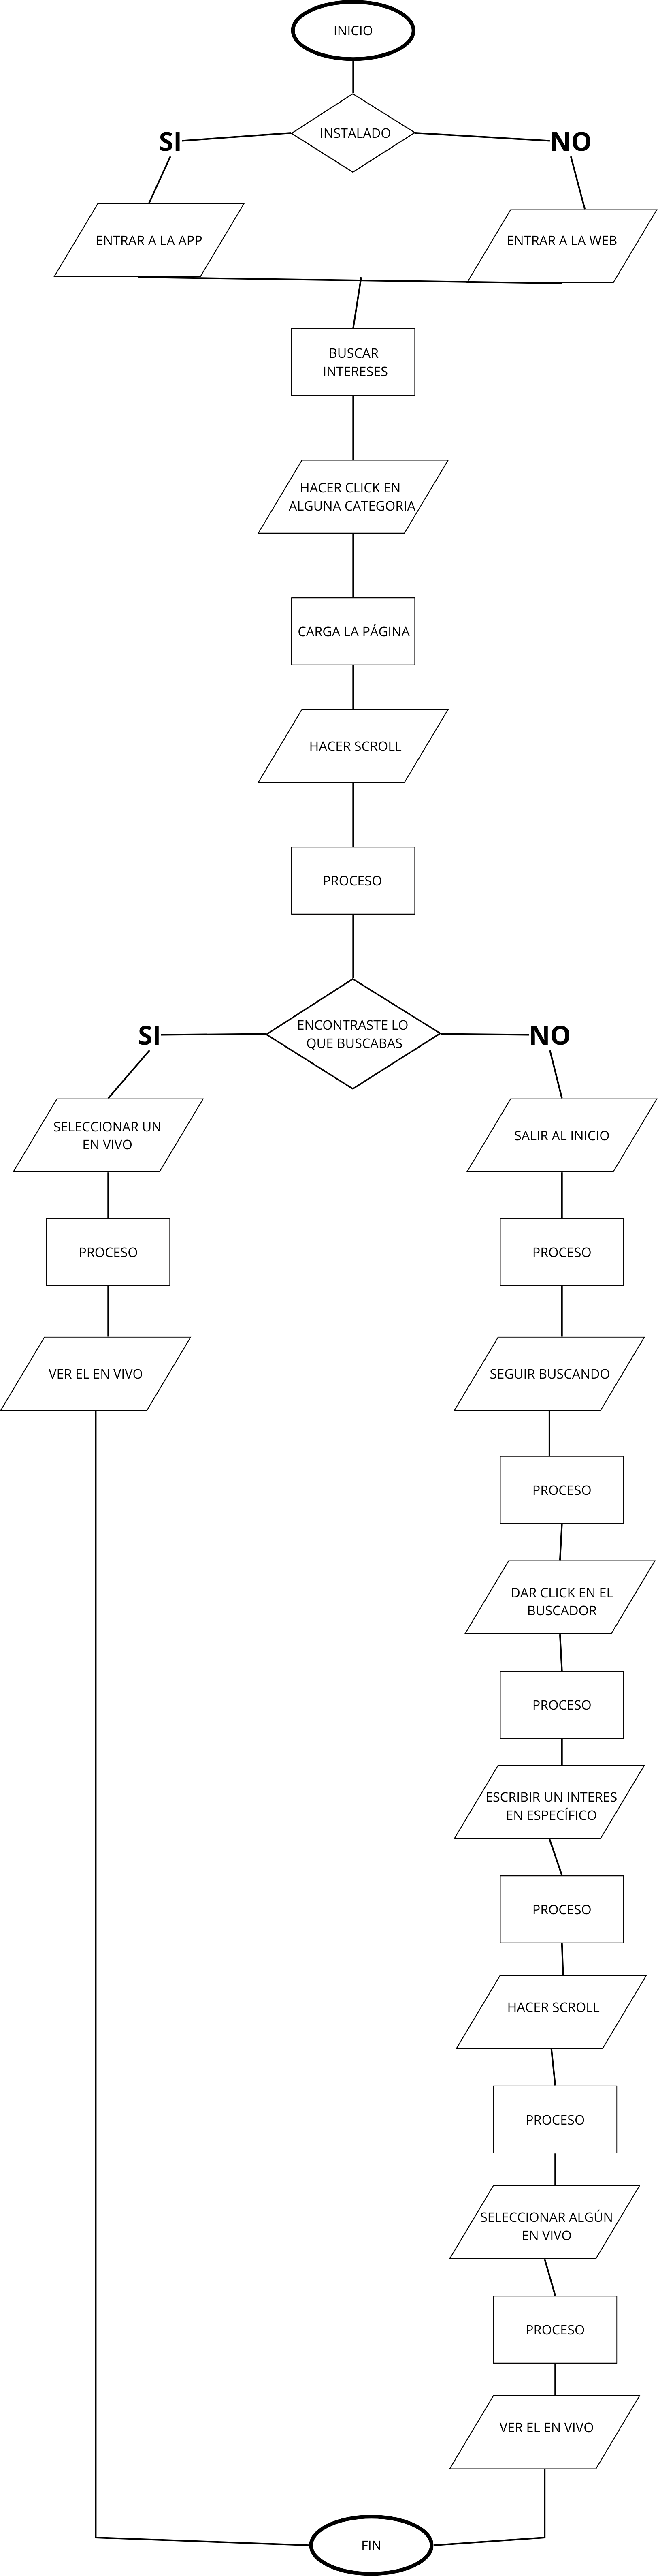 INICIO
INSTALADO
SI
NO
ENTRAR A LA APP
ENTRAR A LA WEB
BUSCAR
INTERESES
HACER CLICK EN
ALGUNA CATEGORIA
CARGA LA PÁGINA
HACER SCROLL
PROCESO
ENCONTRASTE LO
QUE BUSCABAS
SI
NO
SELECCIONAR UN
EN VIVO
PROCESO
VER EL EN VIVO
SALIR AL INICIO
PROCESO
SEGUIR BUSCANDO
PROCESO
DAR CLICK EN EL
BUSCADOR
PROCESO
ESCRIBIR UN INTERES
EN ESPECÍFICO
PROCESO
HACER SCROLL
PROCESO
SELECCIONAR ALGÚN
EN VIVO
PROCESO
VER EL EN VIVO
FIN